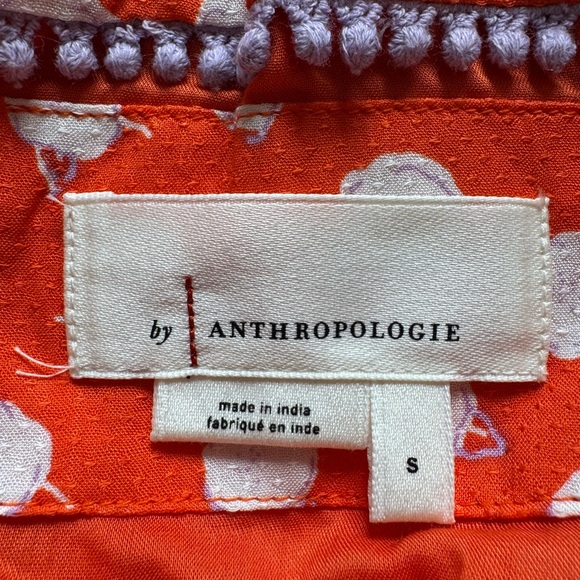 by ANTHROPOLOGIE
made in india
fabriqué en inde
S